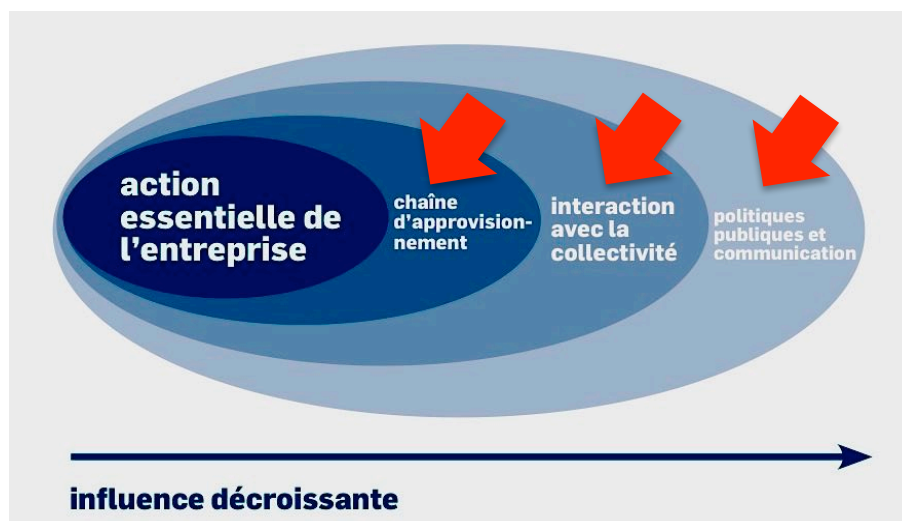 action
essentielle de
l'entreprise
chaîne
d'approvision-
nement
interaction
avec la
collectivité
politiques
publiques et
communication
influence décroissante